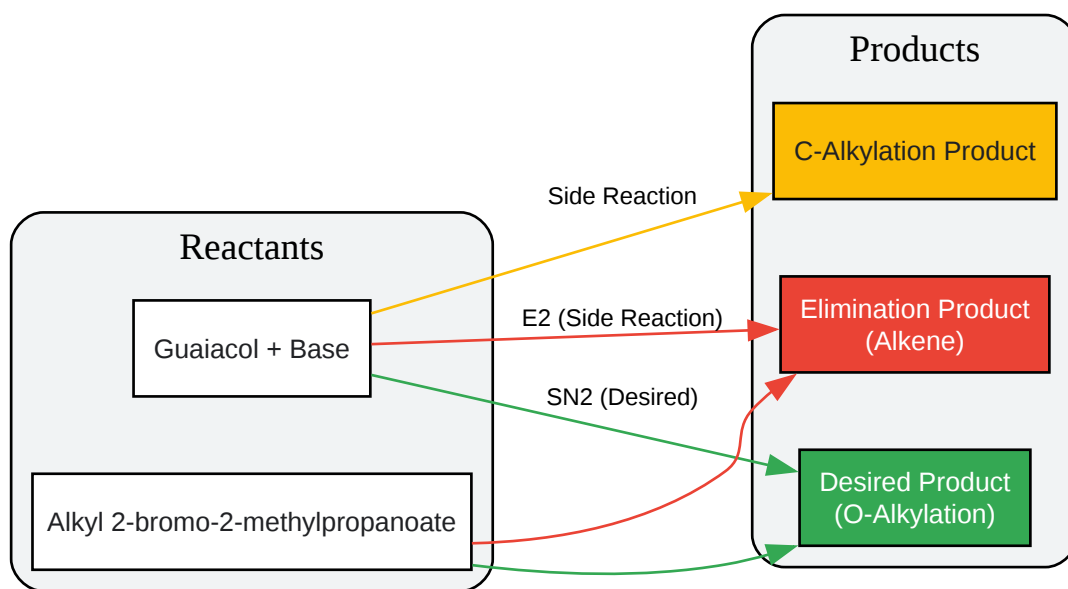 Products
C-Alkylation Product
Side Reaction
Reactants
Elimination Product
(Alkene)
E2 (Side Reaction)
Guaiacol + Base
SN2 (Desired)
Desired Product
(O-Alkylation)
Alkyl 2-bromo-2-methylpropanoate